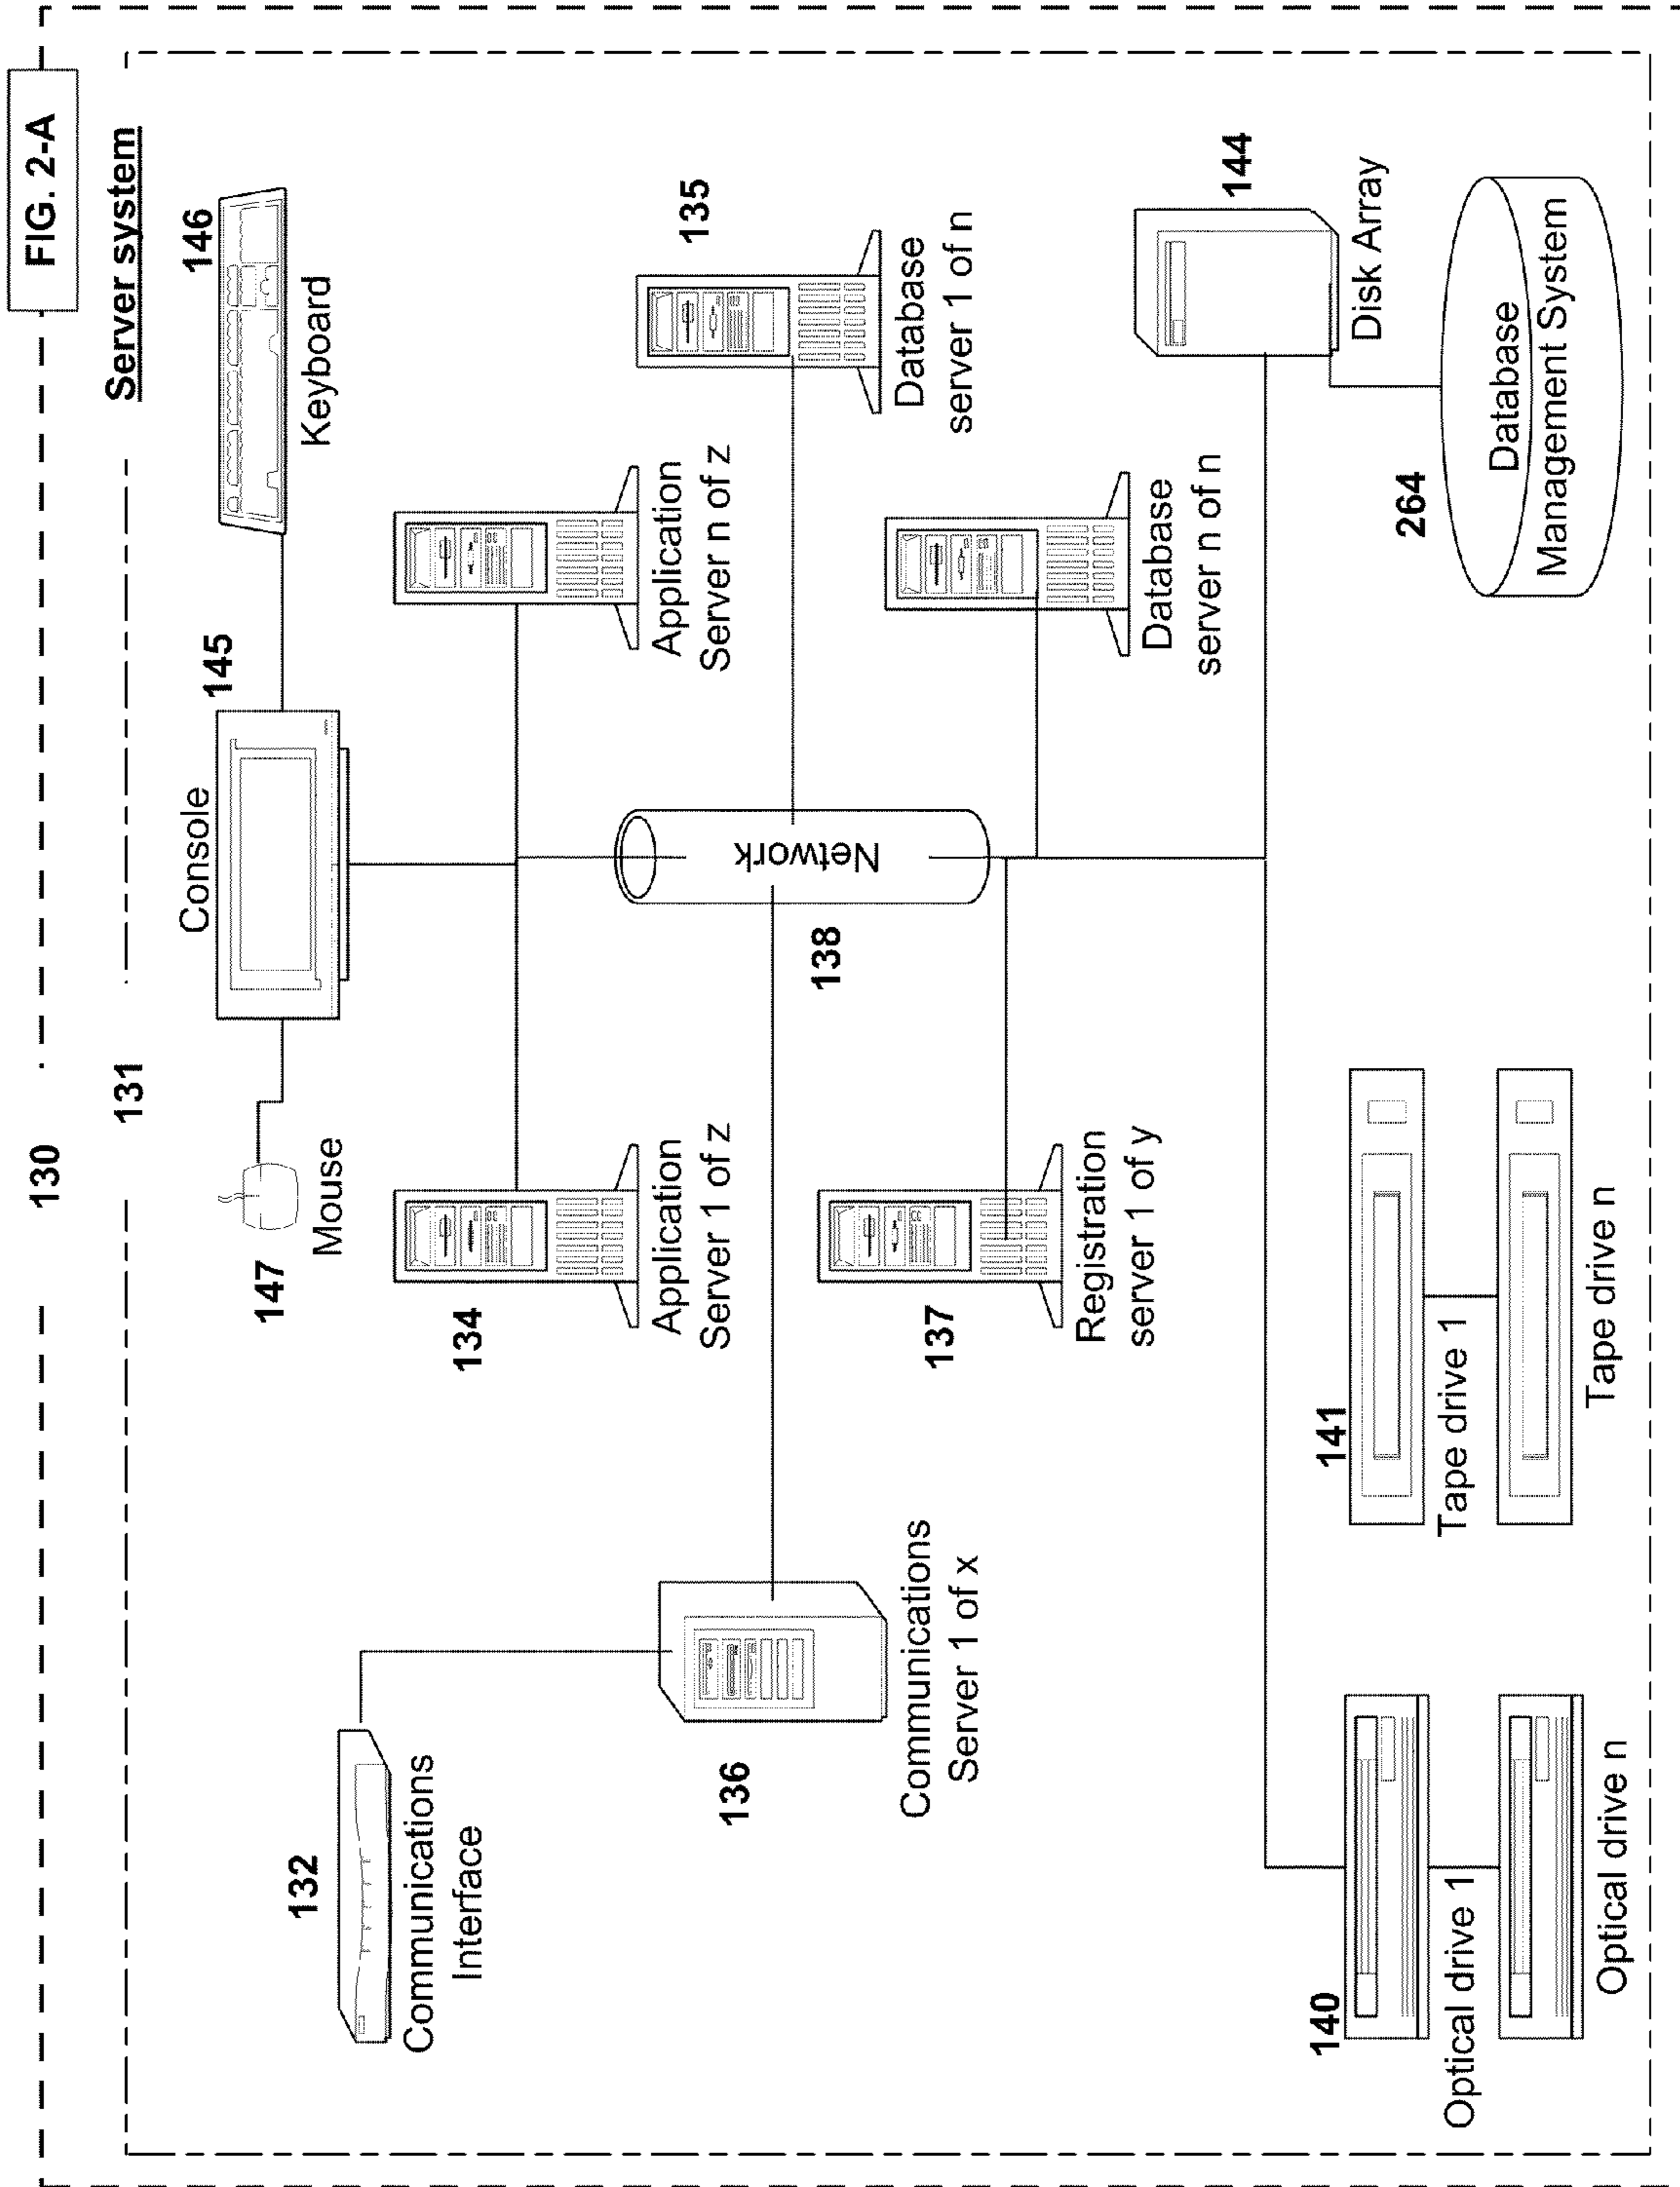 FIG. 2-A
130
131
Server system
132
Communications
Interface
147
Mouse
Console
145
146
Keyboard
134
Application
Server 1 of z
Application
Server n of z
136
Communications
Server 1 of x
138
Network
135
Database
server 1 of n
137
Registration
server 1 of y
Database
server n of n
140
Optical drive 1
Optical drive n
141
Tape drive 1
Tape drive n
144
Disk Array
264
Database
Management System